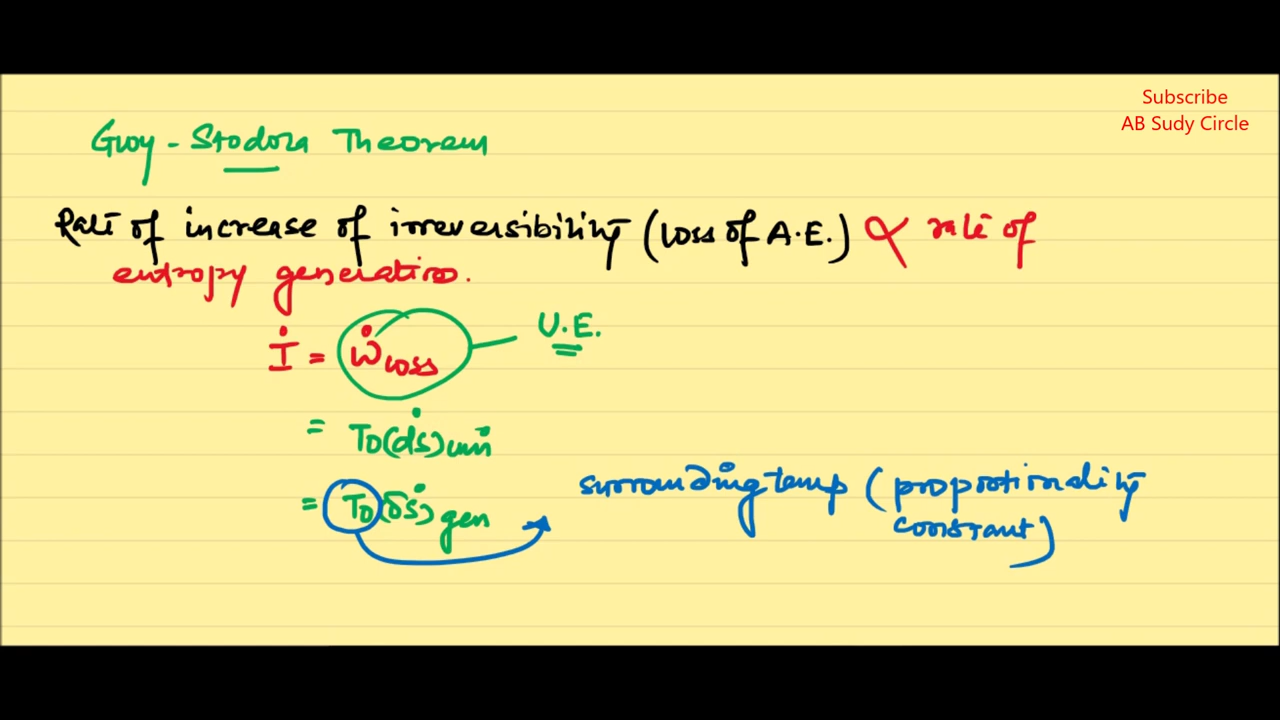 Subscribe
AB Sudy Circle
Guoy - Stodora Theorem
Rate of increase of irreversibility (loss of A.E.) ∝ rate of
entropy generation.
İ = Ẇloss
U.E.
= T0(dṡ)uni
= T0(δṡ)gen
surrounding temp (proportionality
constant)